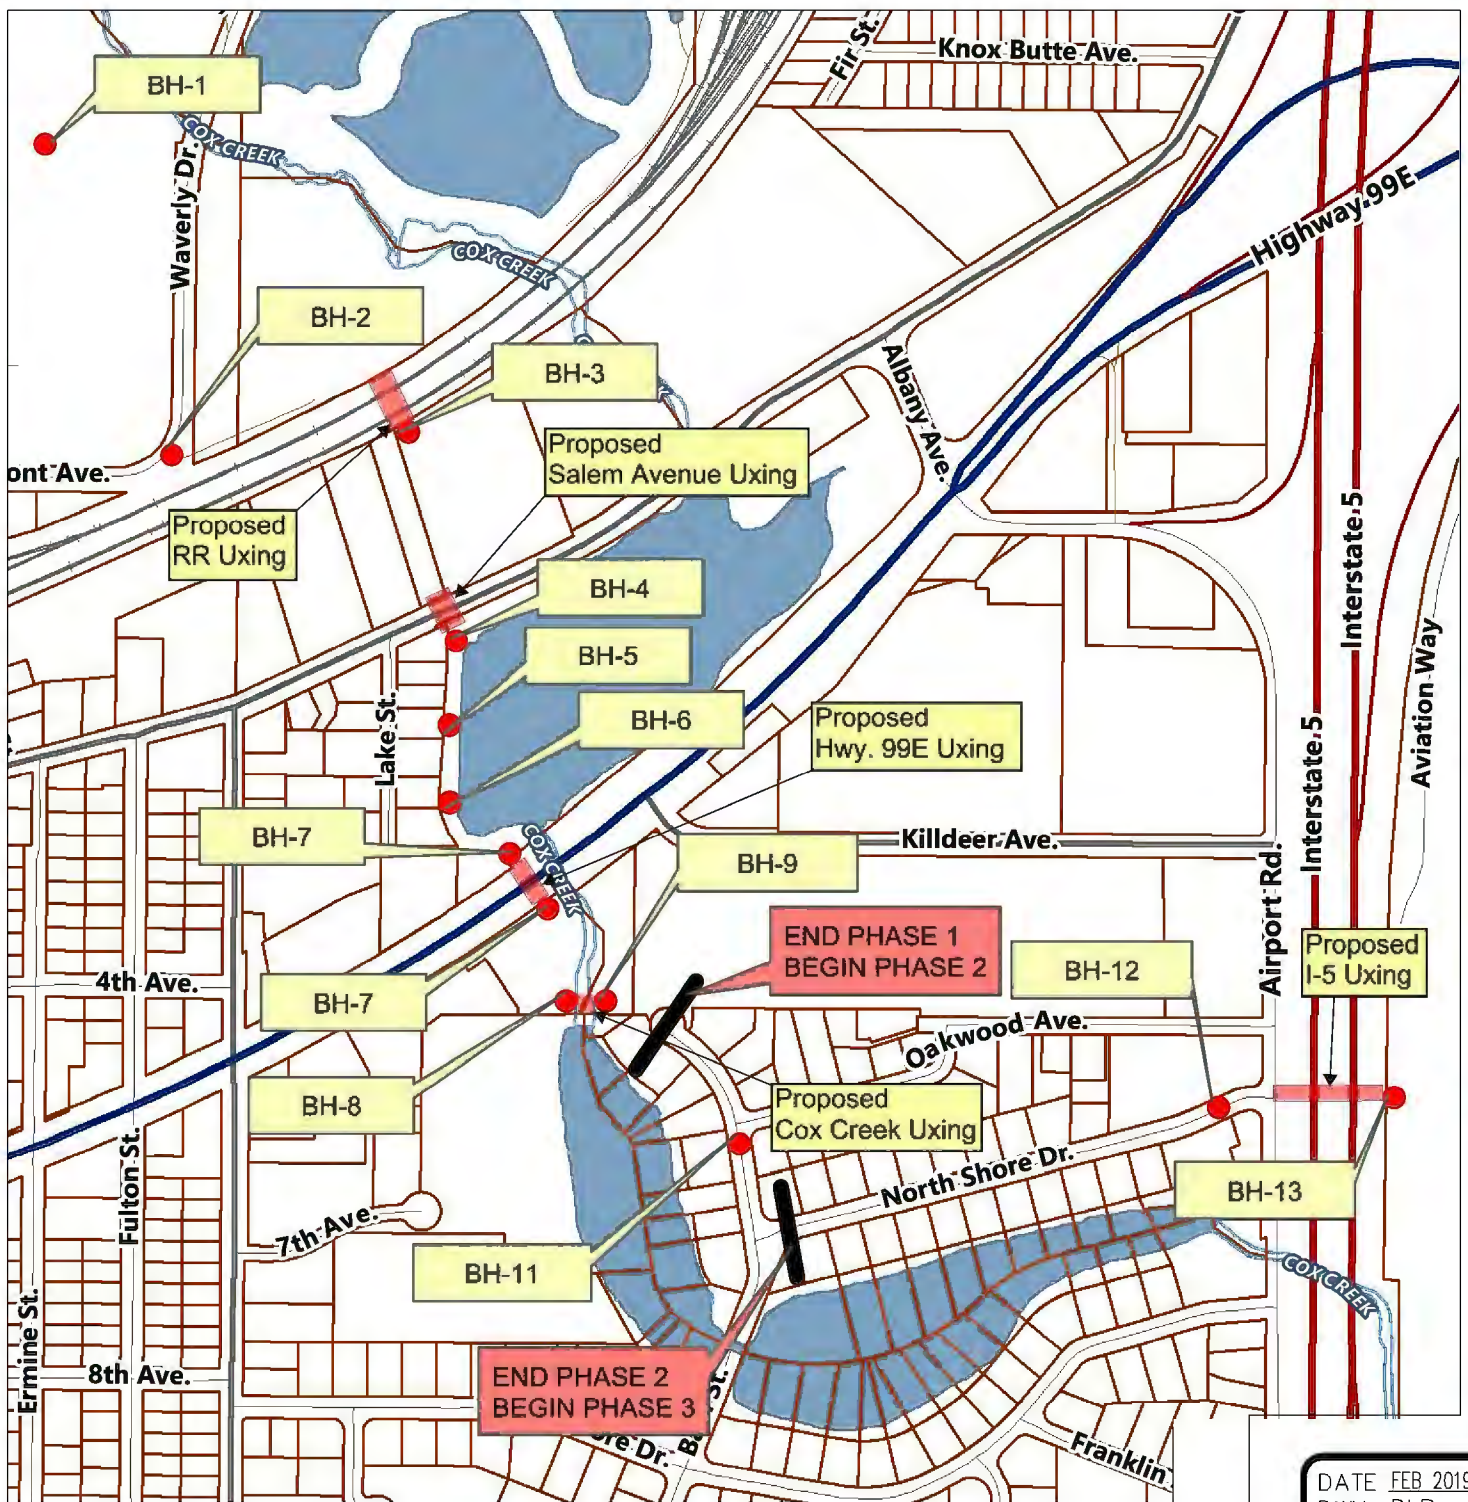 Knox Butte Ave.
Fir St.
BH-1
COX CREEK
Waverly Dr.
Highway 99E
COX CREEK
BH-2
BH-3
Albany Ave.
Proposed
Salem Avenue Uxing
ont Ave.
Proposed
RR Uxing
Interstate 5
BH-4
BH-5
Aviation Way
Lake St.
BH-6
Proposed
Hwy. 99E Uxing
Interstate 5
BH-7
COX CREEK
Killdeer Ave.
BH-9
Airport Rd.
END PHASE 1
BEGIN PHASE 2
Proposed
I-5 Uxing
BH-12
4th Ave.
BH-7
Oakwood Ave.
BH-8
Proposed
Cox Creek Uxing
Fulton St.
North Shore Dr.
BH-13
7th Ave.
BH-11
COX CREEK
Ermine St.
8th Ave.
END PHASE 2
BEGIN PHASE 3
St.
ore Dr.
Franklin
DATE FEB 2019